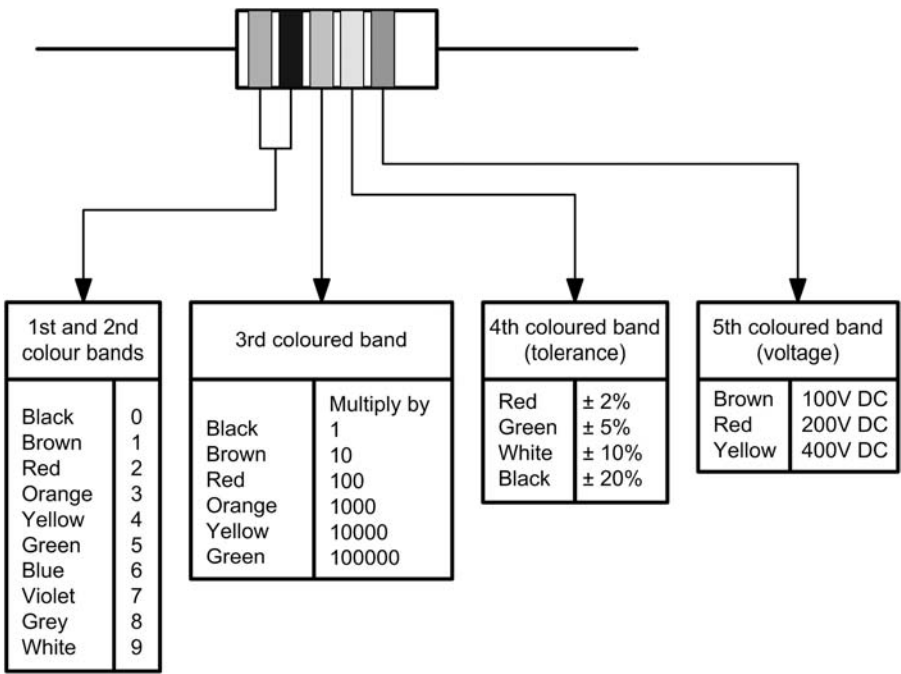 1st and 2nd
colour bands
Black 0
Brown 1
Red 2
Orange 3
Yellow 4
Green 5
Blue 6
Violet 7
Grey 8
White 9
3rd coloured band
Multiply by
Black 1
Brown 10
Red 100
Orange 1000
Yellow 10000
Green 100000
4th coloured band
(tolerance)
Red ± 2%
Green ± 5%
White ± 10%
Black ± 20%
5th coloured band
(voltage)
Brown 100V DC
Red 200V DC
Yellow 400V DC